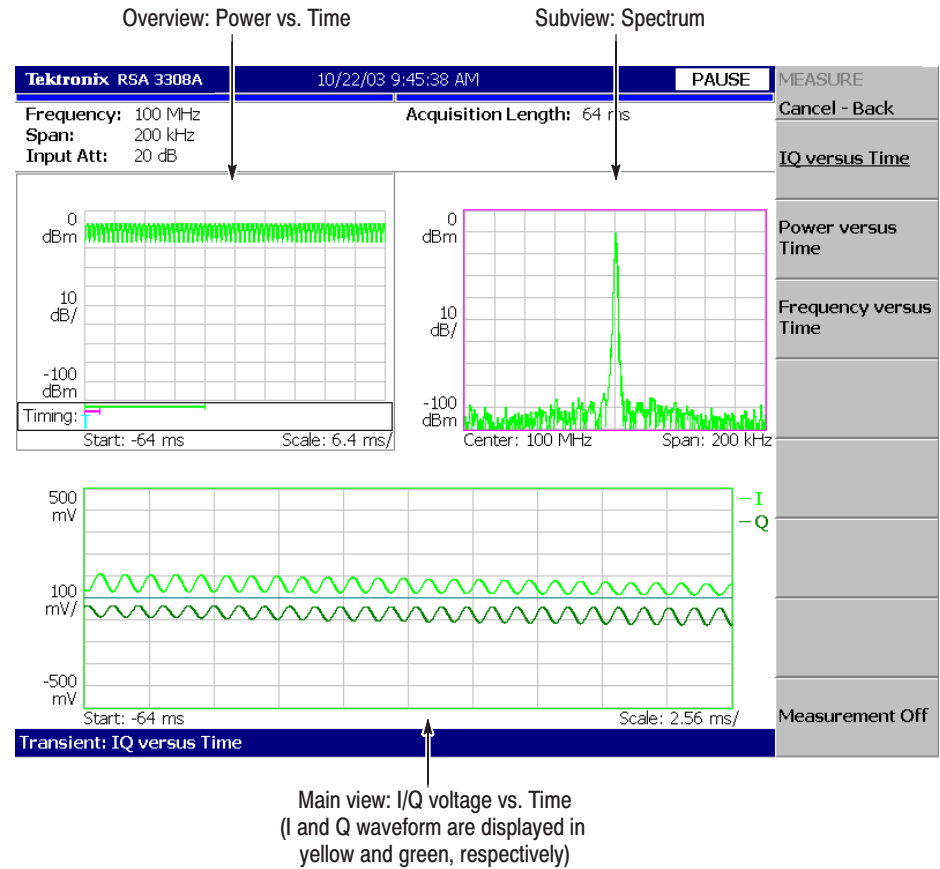 Overview: Power vs. Time
Subview: Spectrum
Tektronix RSA 3308A
10/22/03 9:45:38 AM
PAUSE
MEASURE
Cancel - Back
Frequency: 100 MHz
Span: 200 kHz
Input Att: 20 dB
Acquisition Length: 64 ms
IQ versus Time
Power versus
Time
Frequency versus
Time
Measurement Off
0
dBm
10
dB/
-100
dBm
Timing:
Start: -64 ms
Scale: 6.4 ms/
0
dBm
10
dB/
-100
dBm
Center: 100 MHz
Span: 200 kHz
500
mV
100
mV/
-500
mV
I
Q
Start: -64 ms
Scale: 2.56 ms/
Transient: IQ versus Time
Main view: I/Q voltage vs. Time
(I and Q waveform are displayed in
yellow and green, respectively)